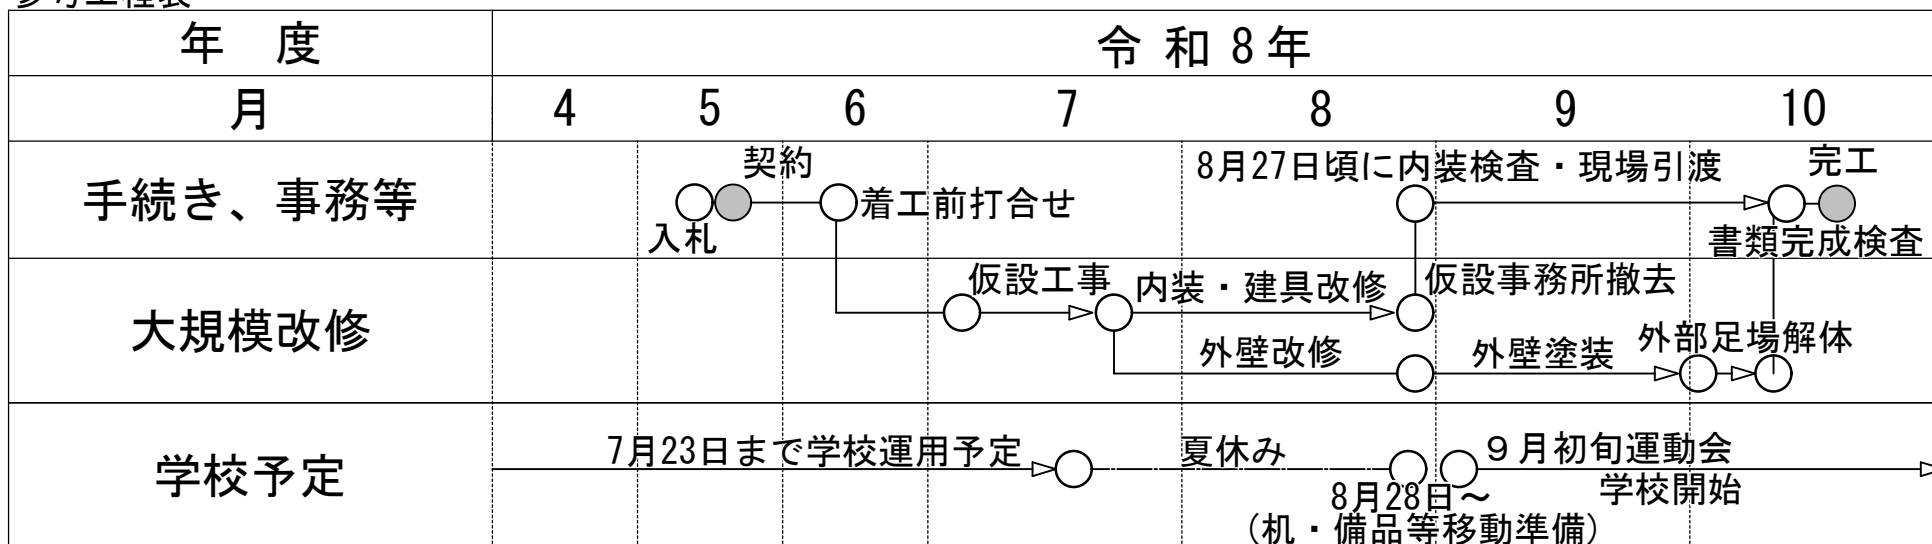 参考工程表
年　度
令 和 8年
月
4 5 6 7 8 9 10
手続き、事務等
契約
入札
着工前打合せ
8月27日頃に内装検査・現場引渡
完工
書類完成検査
大規模改修
仮設工事
内装・建具改修
仮設事務所撤去
外壁改修
外壁塗装
外部足場解体
学校予定
7月23日まで学校運用予定
夏休み
8月28日～
(机・備品等移動準備)
９月初旬運動会
学校開始